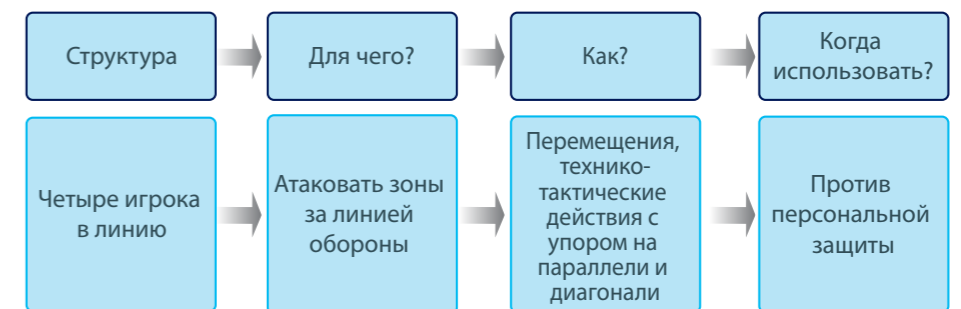 Структура
Для чего?
Как?
Когда
использовать?
Четыре игрока
в линию
Атаковать зоны
за линией
обороны
Перемещения,
технико-
тактические
действия с
упором на
параллели и
диагонали
Против
персональной
защиты